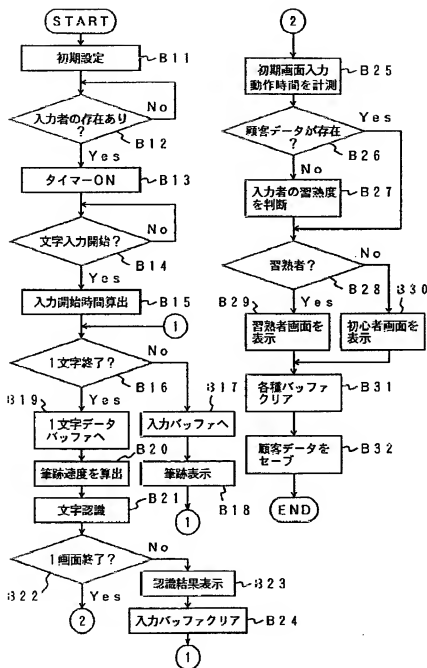 START
初期設定
B11
入力者の存在あり
?
No
B12
Yes
タイマーON
B13
文字入力開始?
No
B14
Yes
入力開始時間算出
B15
1
1文字終了?
No
B16
Yes
B17
B19
1文字データ
バッファへ
入力バッファへ
B20
筆跡速度を算出
筆跡表示
B21
B18
文字認識
1
1画面終了?
No
B22
Yes
認識結果表示
B23
2
入力バッファクリア
B24
1
2
初期画面入力
動作時間を計測
B25
顧客データが存在
?
Yes
B26
No
入力者の習熟度
を判断
B27
習熟者?
No
B28
B29
Yes
B30
習熟者画面を
表示
初心者画面を
表示
各種バッファ
クリア
B31
顧客データを
セーブ
B32
END